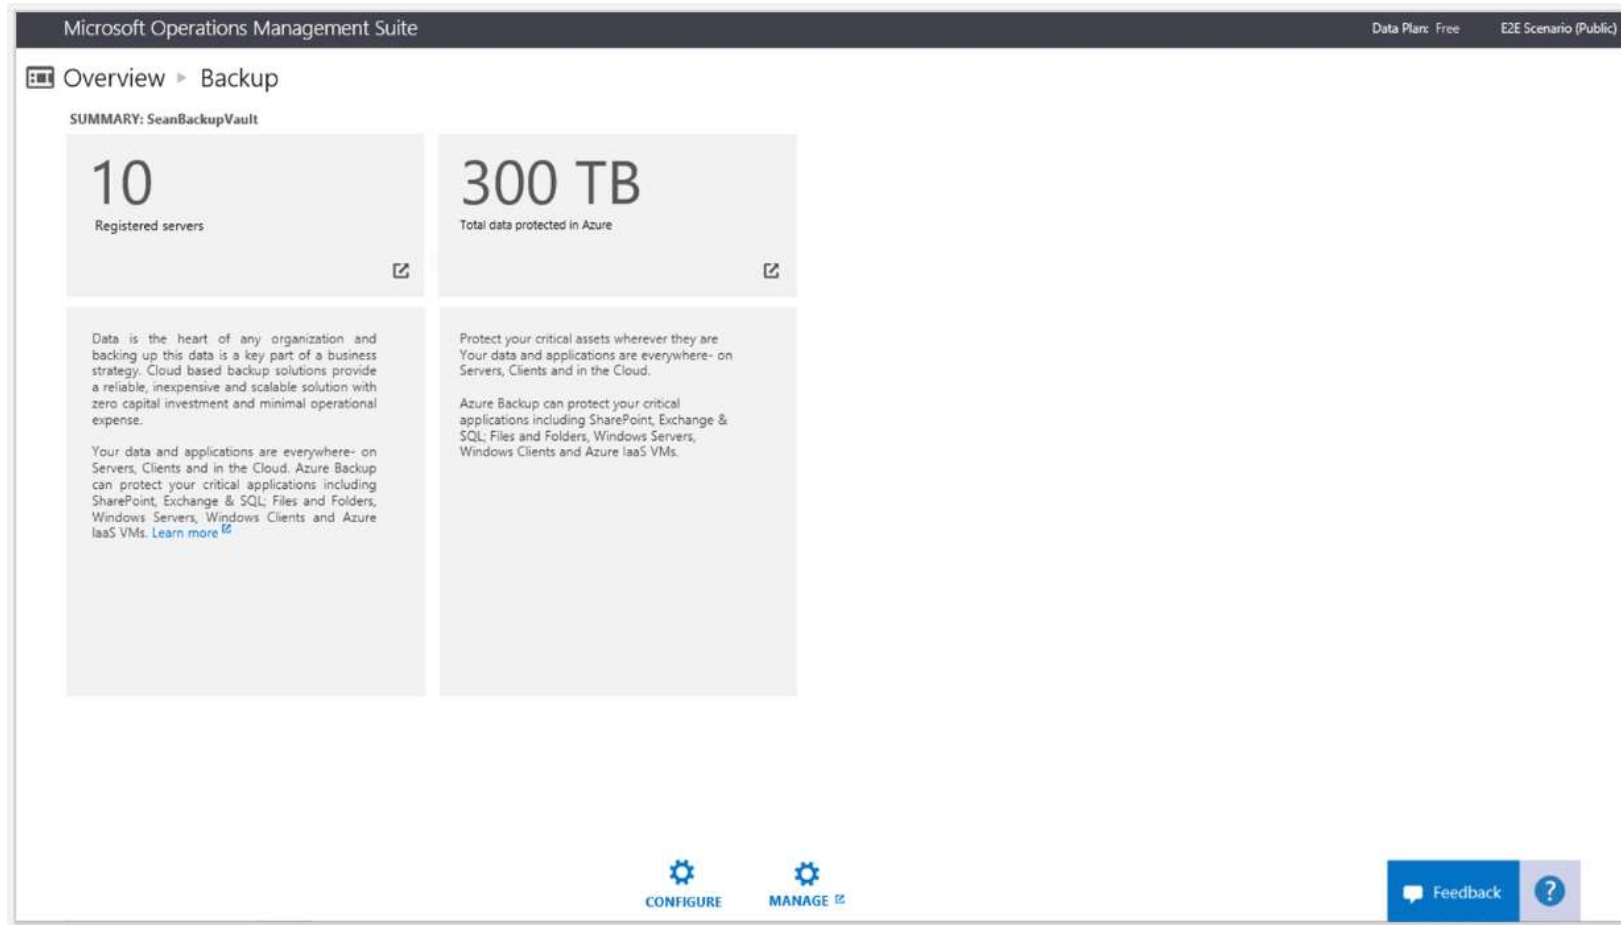 Microsoft Operations Management Suite
Data Plan: Free
E2E Scenario (Public)
Overview
Backup
SUMMARY: SeanBackupVault
10
Registered servers
300 TB
Total data protected in Azure
Data is the heart of any organization and
backing up this data is a key part of a business
strategy. Cloud based backup solutions provide
a reliable, inexpensive and scalable solution with
zero capital investment and minimal operational
expense.
Your data and applications are everywhere- on
Servers, Clients and in the Cloud. Azure Backup
can protect your critical applications including
SharePoint, Exchange & SQL; Files and Folders,
Windows Servers, Windows Clients and Azure
IaaS VMs. Learn more
Protect your critical assets wherever they are
Your data and applications are everywhere- on
Servers, Clients and in the Cloud.
Azure Backup can protect your critical
applications including SharePoint, Exchange &
SQL; Files and Folders, Windows Servers,
Windows Clients and Azure IaaS VMs.
CONFIGURE
MANAGE
Feedback
?